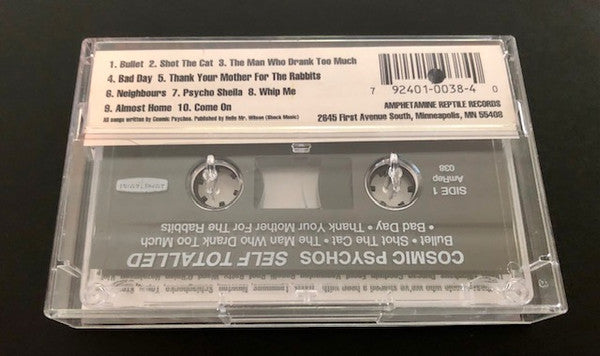 1. Bullet 2. Shot The Cat 3. The Man Who Drank Too Much
4. Bad Day 5. Thank Your Mother For The Rabbits
6. Neighbours 7. Psycho Sheila 8. Whip Me
9. Almost Home 10. Come On
All songs written by Cosmic Psychos. Published by Hello Mr. Wilson (Shock Music)
7 92401-0038-4 0
AMPHETAMINE REPTILE RECORDS
2645 First Avenue South, Minneapolis, MN 55408
COSMIC PSYCHOS SELF TOTALLED
Bullet • Shot The Cat • The Man Who Drank Too Much
• Bad Day • Thank Your Mother For The Rabbits
SIDE 1
AmRep
038